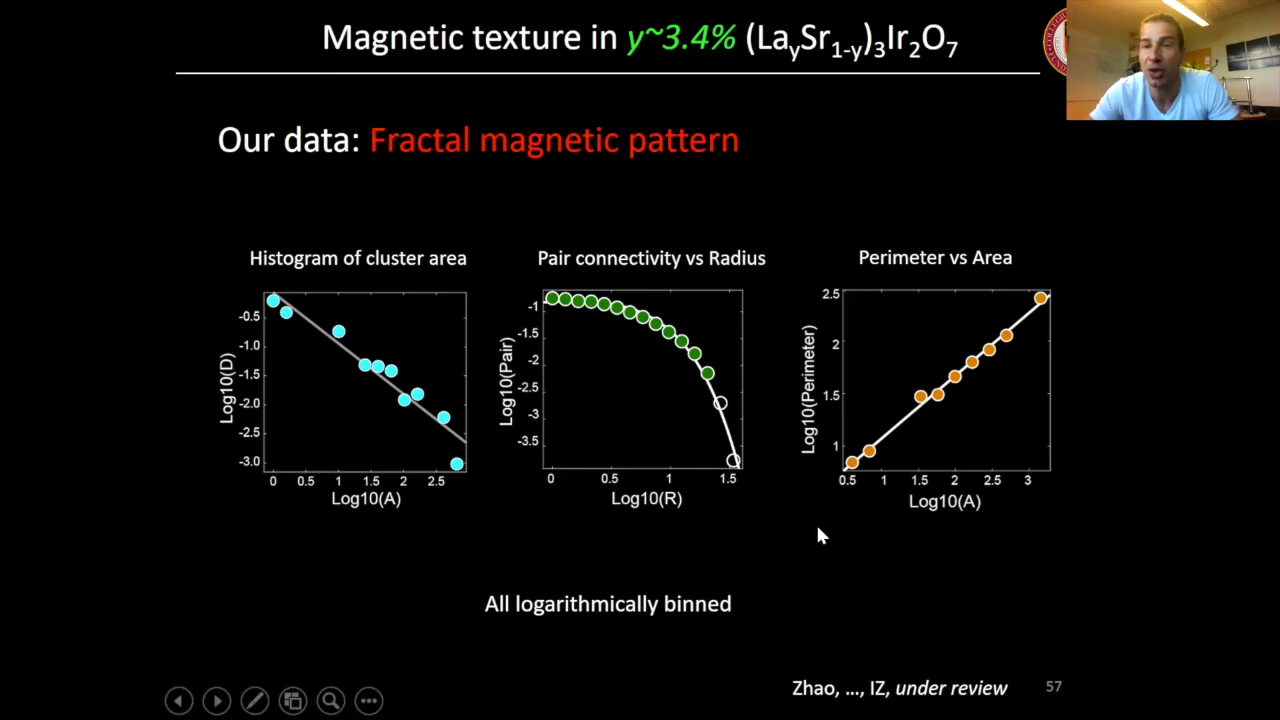 Magnetic texture in y~3.4% (LaySr1-y)3Ir2O7
Our data: Fractal magnetic pattern
Histogram of cluster area
Pair connectivity vs Radius
Perimeter vs Area
Log10(D)
-0.5
-1.0
-1.5
-2.0
-2.5
-3.0
0 0.5 1 1.5 2 2.5
Log10(A)
Log10(Pair)
-1
-1.5
-2
-2.5
-3
-3.5
0 0.5 1 1.5
Log10(R)
Log10(Perimeter)
2.5
2
1.5
1
0.5 1 1.5 2 2.5 3
Log10(A)
All logarithmically binned
Zhao, ..., IZ, under review
57